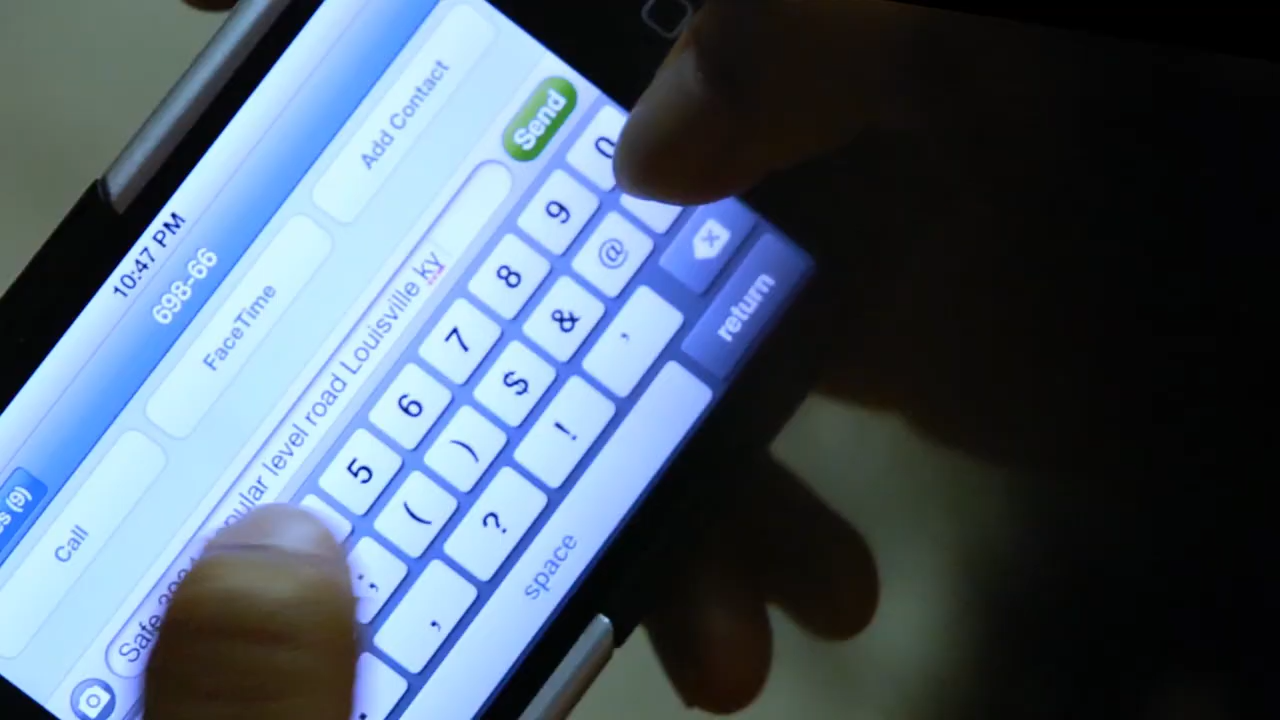 10:47 PM
698-66
s (9)
Call
FaceTime
Add Contact
Safe pular level road Louisville ky
Send
5 6 7 8 9 0
; ( ) $ & @
. , ? ! '
space
return